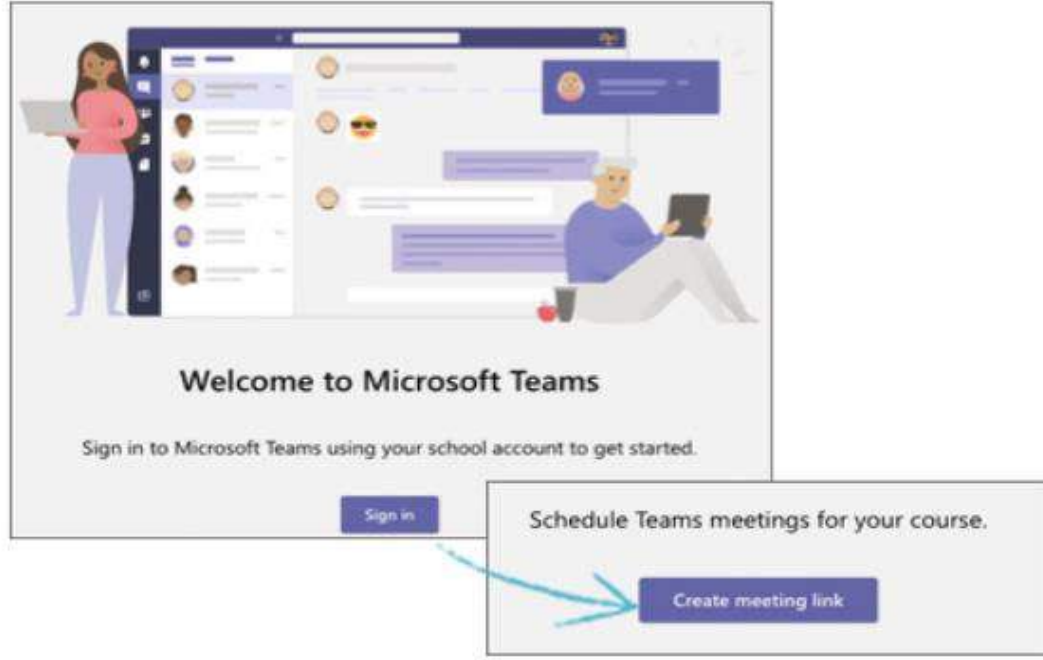 Welcome to Microsoft Teams
Sign in to Microsoft Teams using your school account to get started.
Sign in
Schedule Teams meetings for your course.
Create meeting link